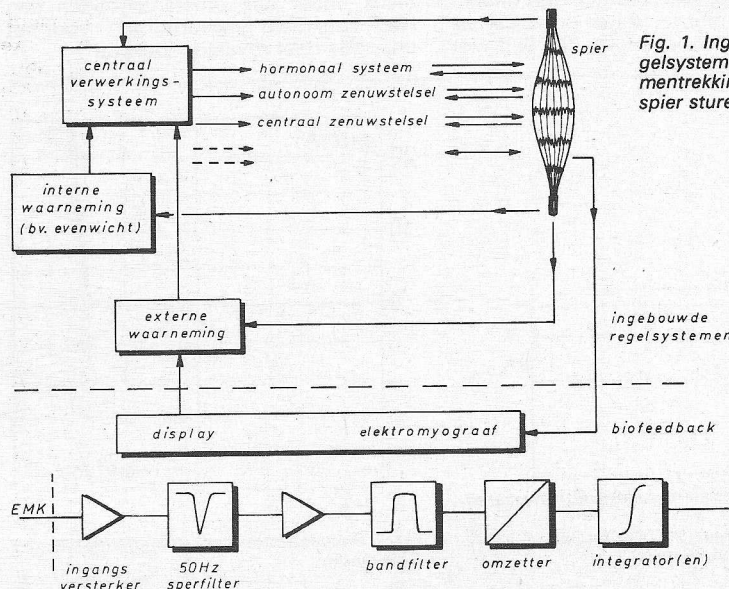 centraal
verwerkings-
systeem
hormonaal systeem
autonoom zenuwstelsel
centraal zenuwstelsel
spier
Fig. 1. Ing
gelsystem
mentrekkin
spier sture
interne
waarneming
(bv. evenwicht)
externe
waarneming
ingebouwde
regelsystemen
display elektromyograaf
biofeedback
EMK
ingangs
versterker
50Hz
sperfilter
bandfilter
omzetter
integrator(en)